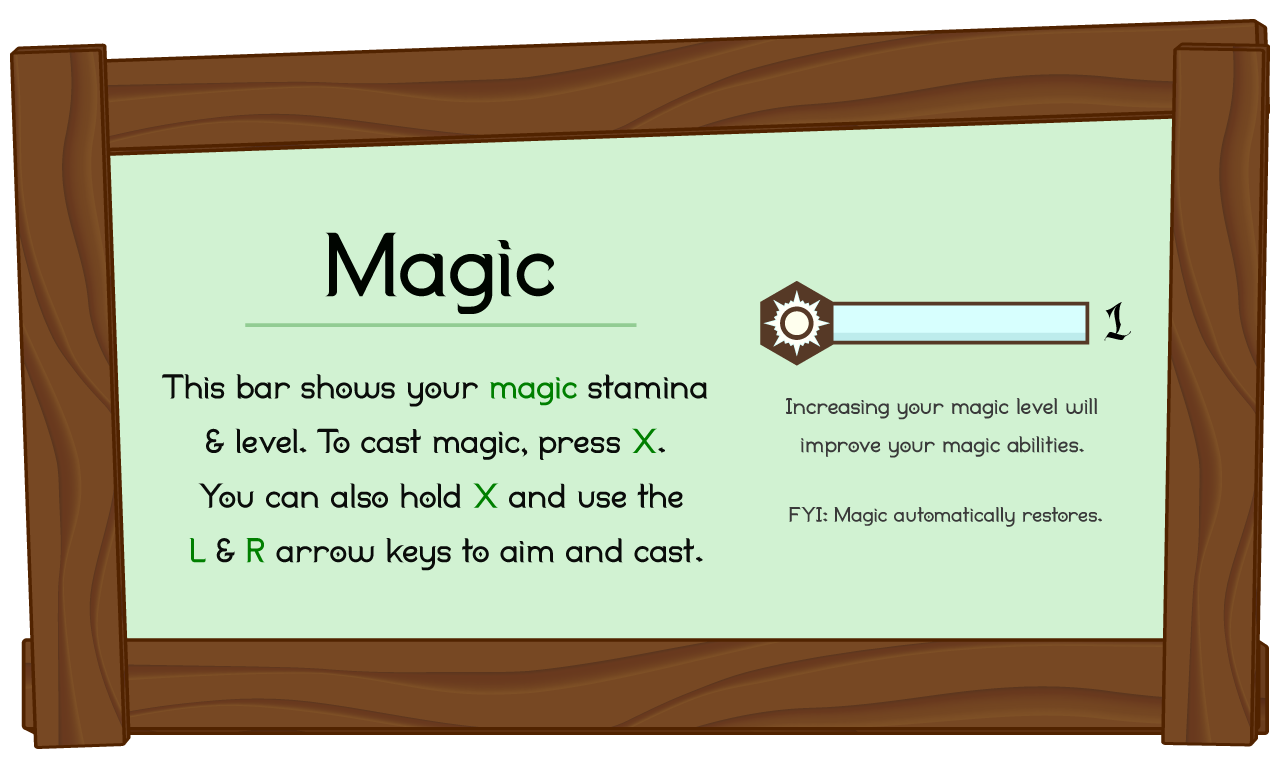 Magic
This bar shows your magic stamina
& level. To cast magic, press X.
You can also hold X and use the
L & R arrow keys to aim and cast.
1
Increasing your magic level will
improve your magic abilities.
FYI: Magic automatically restores.